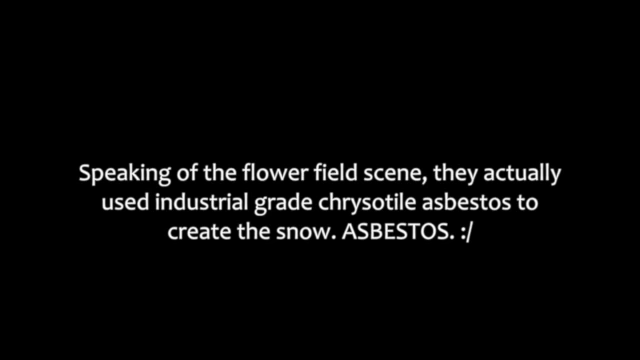 Speaking of the flower field scene, they actually
used industrial grade chrysotile asbestos to
create the snow. ASBESTOS. :/